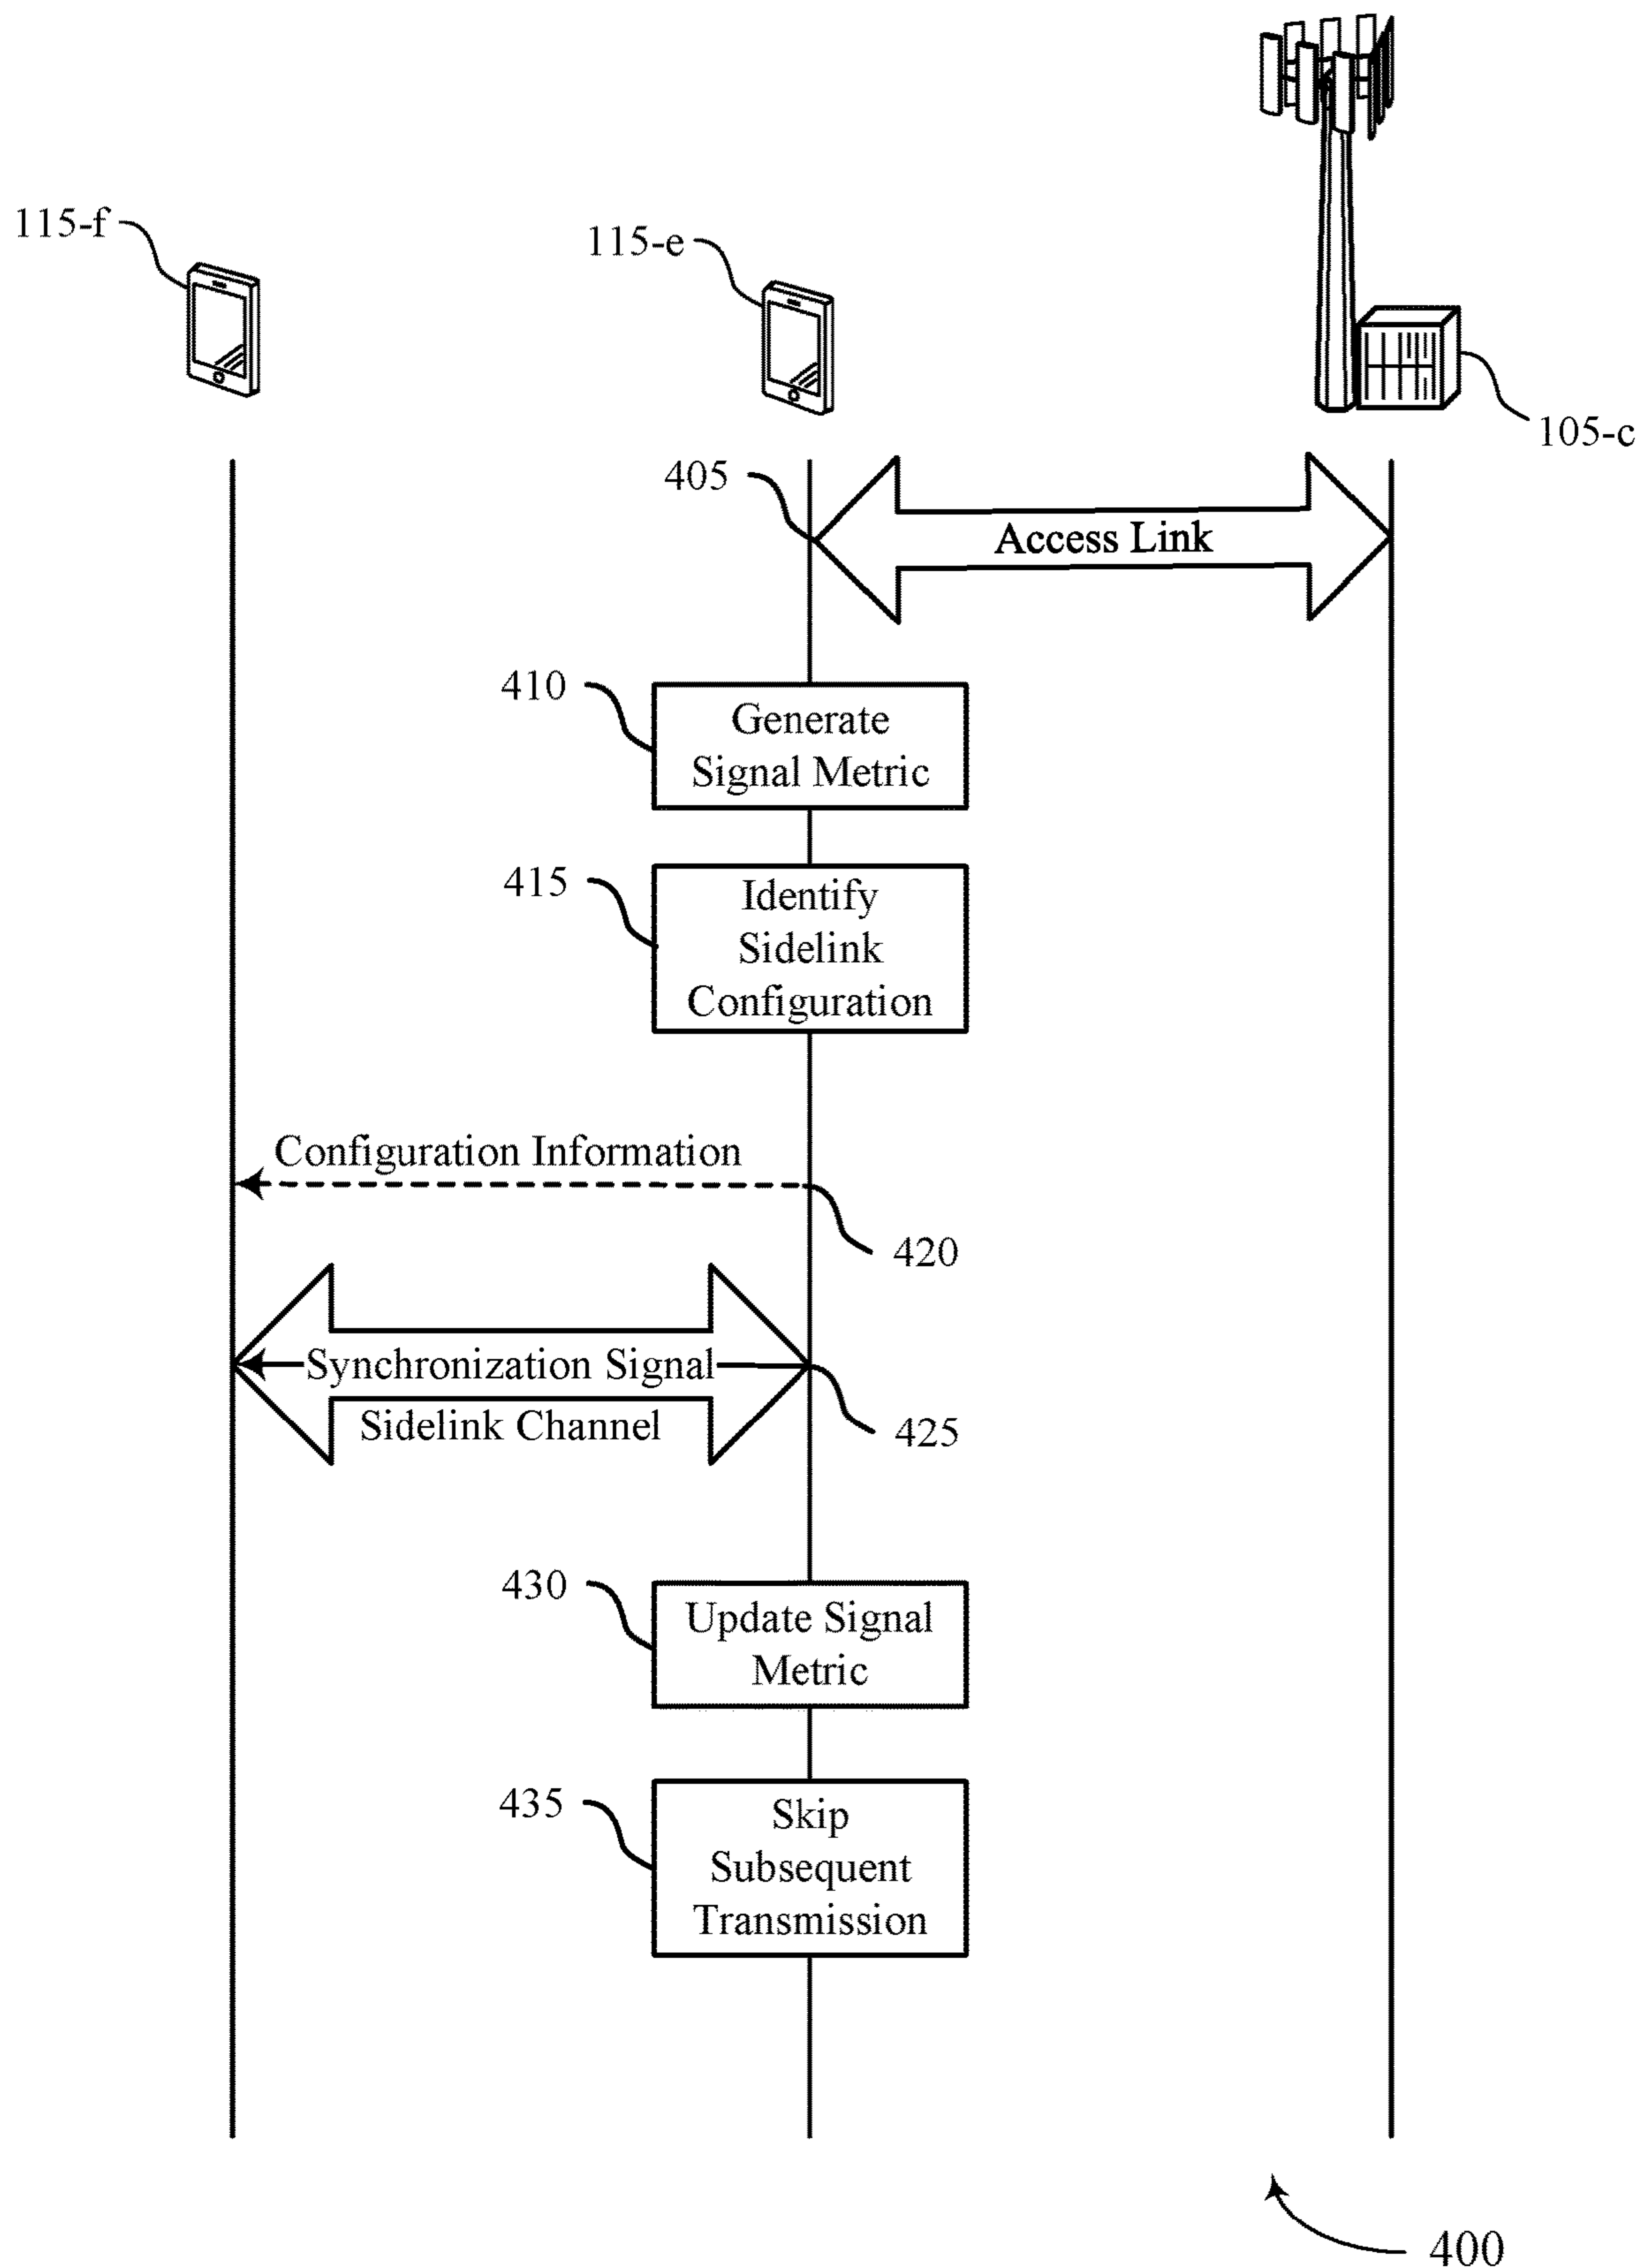 115-f
115-e
105-c
405
Access Link
410
Generate
Signal Metric
415
Identify
Sidelink
Configuration
Configuration Information
420
Synchronization Signal
Sidelink Channel
425
430
Update Signal
Metric
435
Skip
Subsequent
Transmission
400